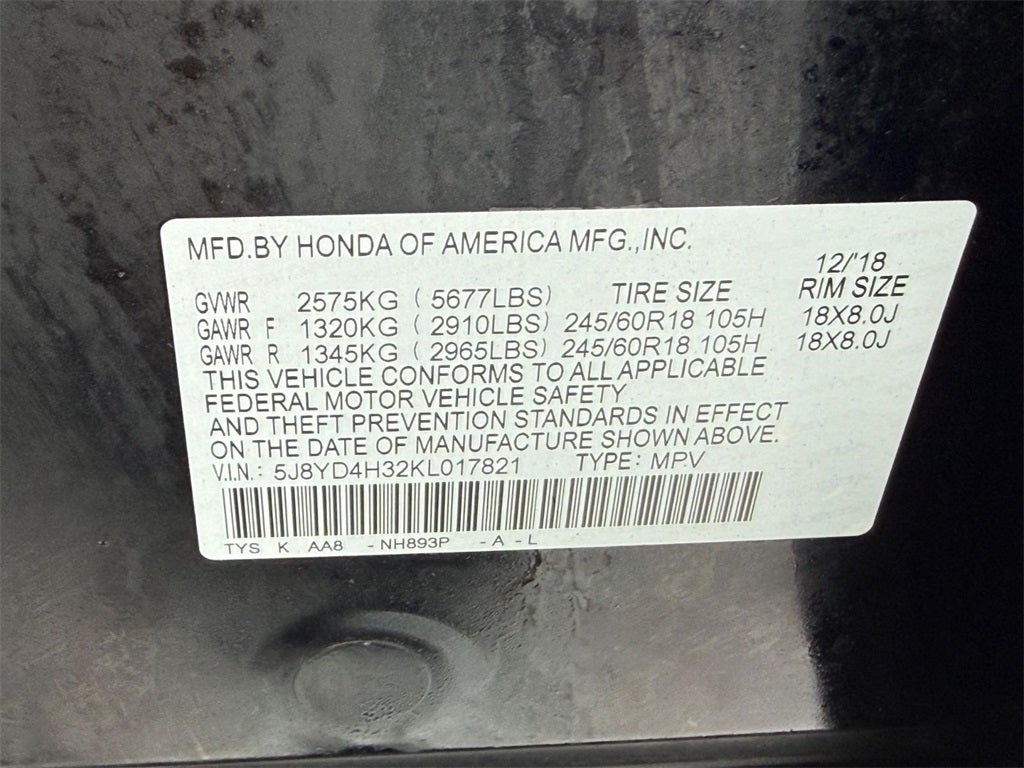 MFD.BY HONDA OF AMERICA MFG.,INC.
12/'18
GVWR 2575KG ( 5677LBS) TIRE SIZE RIM SIZE
GAWR F 1320KG ( 2910LBS) 245/60R18 105H 18X8.0J
GAWR R 1345KG ( 2965LBS) 245/60R18 105H 18X8.0J
THIS VEHICLE CONFORMS TO ALL APPLICABLE
FEDERAL MOTOR VEHICLE SAFETY
AND THEFT PREVENTION STANDARDS IN EFFECT
ON THE DATE OF MANUFACTURE SHOWN ABOVE.
V.I.N.: 5J8YD4H32KL017821 TYPE: MPV
TYS K AA8 -NH893P -A-L